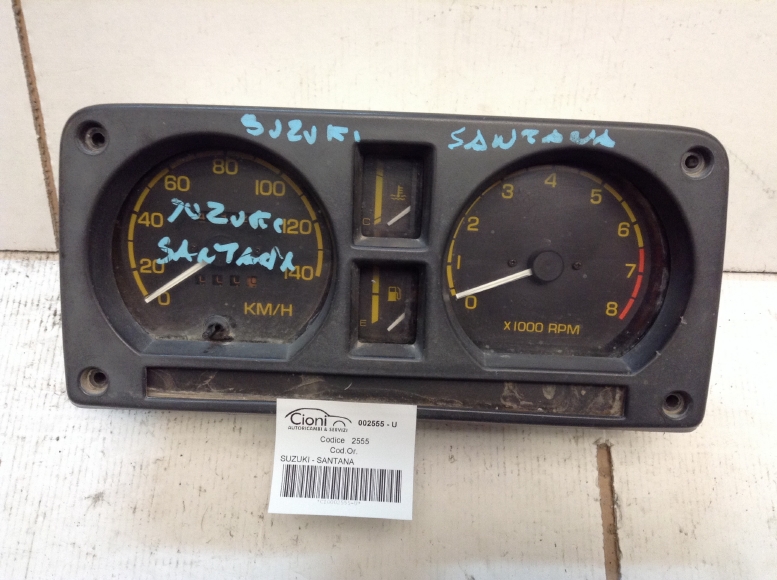 SUZUKI SANTANA
0 20 40 60 80 100 120 140
SUZUKI
SANTANA
KM/H
C
E
0 1 2 3 4 5 6 7 8
X1000 RPM
Cioni
AUTORICAMBI & SERVIZI
002555 - U
Codice 2555
Cod.Or.
SUZUKI - SANTANA